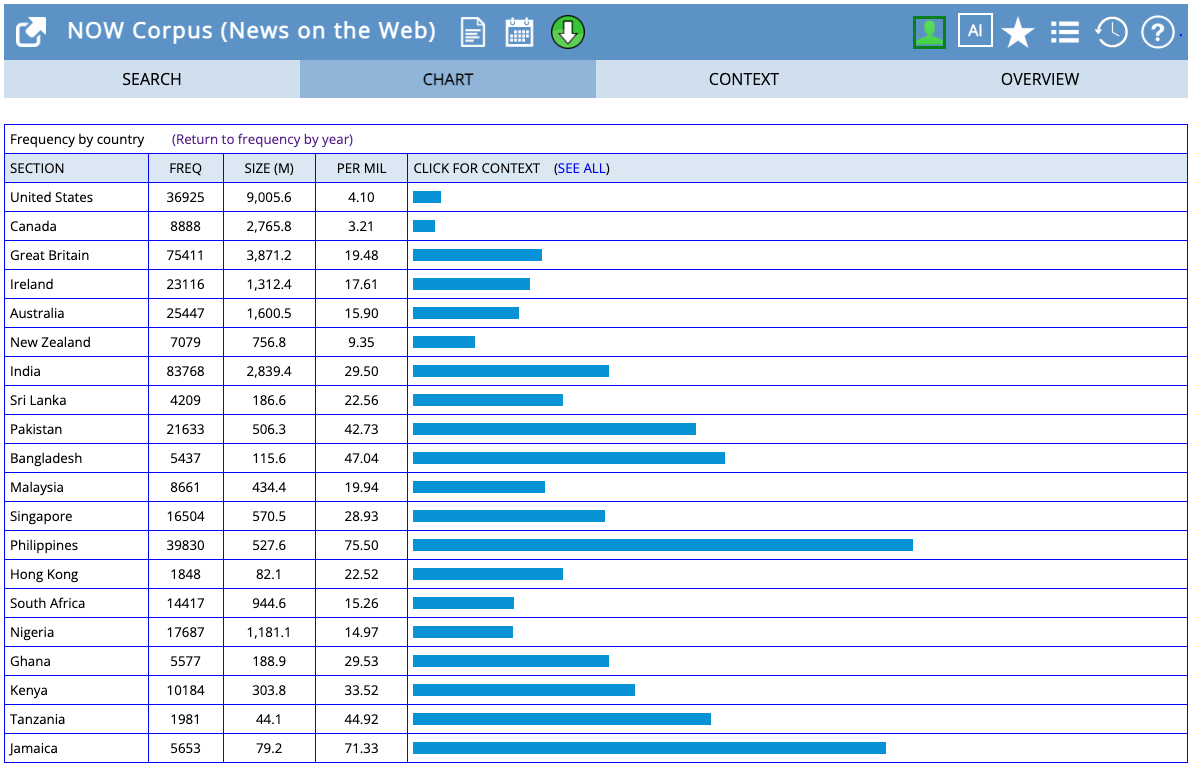 NOW Corpus (News on the Web) AI ?
SEARCH CHART CONTEXT OVERVIEW
Frequency by country (Return to frequency by year)
SECTION FREQ SIZE (M) PER MIL CLICK FOR CONTEXT (SEE ALL)
United States 36925 9,005.6 4.10
Canada 8888 2,765.8 3.21
Great Britain 75411 3,871.2 19.48
Ireland 23116 1,312.4 17.61
Australia 25447 1,600.5 15.90
New Zealand 7079 756.8 9.35
India 83768 2,839.4 29.50
Sri Lanka 4209 186.6 22.56
Pakistan 21633 506.3 42.73
Bangladesh 5437 115.6 47.04
Malaysia 8661 434.4 19.94
Singapore 16504 570.5 28.93
Philippines 39830 527.6 75.50
Hong Kong 1848 82.1 22.52
South Africa 14417 944.6 15.26
Nigeria 17687 1,181.1 14.97
Ghana 5577 188.9 29.53
Kenya 10184 303.8 33.52
Tanzania 1981 44.1 44.92
Jamaica 5653 79.2 71.33